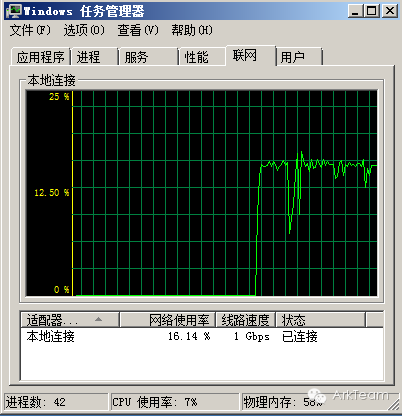 Windows 任务管理器
文件(F) 选项(O) 查看(V) 帮助(H)
应用程序 进程 服务 性能 联网 用户
本地连接
25 %
12.50 %
0 %
适配器... 网络使用率 线路速度 状态
本地连接 16.14 % 1 Gbps 已连接
进程数: 42 CPU 使用率: 7% 物理内存: 58%
ArkTeam